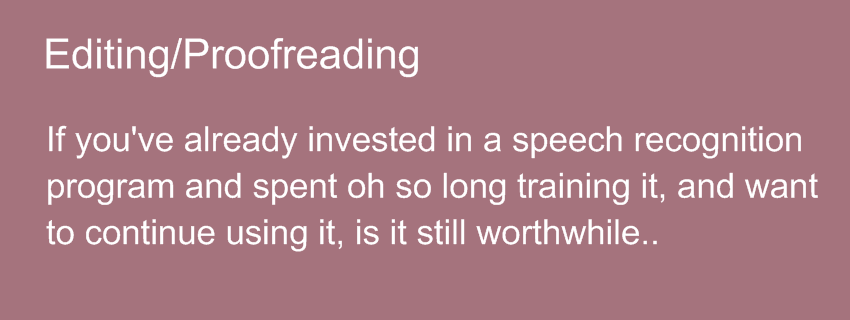 Editing/Proofreading
If you've already invested in a speech recognition
program and spent oh so long training it, and want
to continue using it, is it still worthwhile..